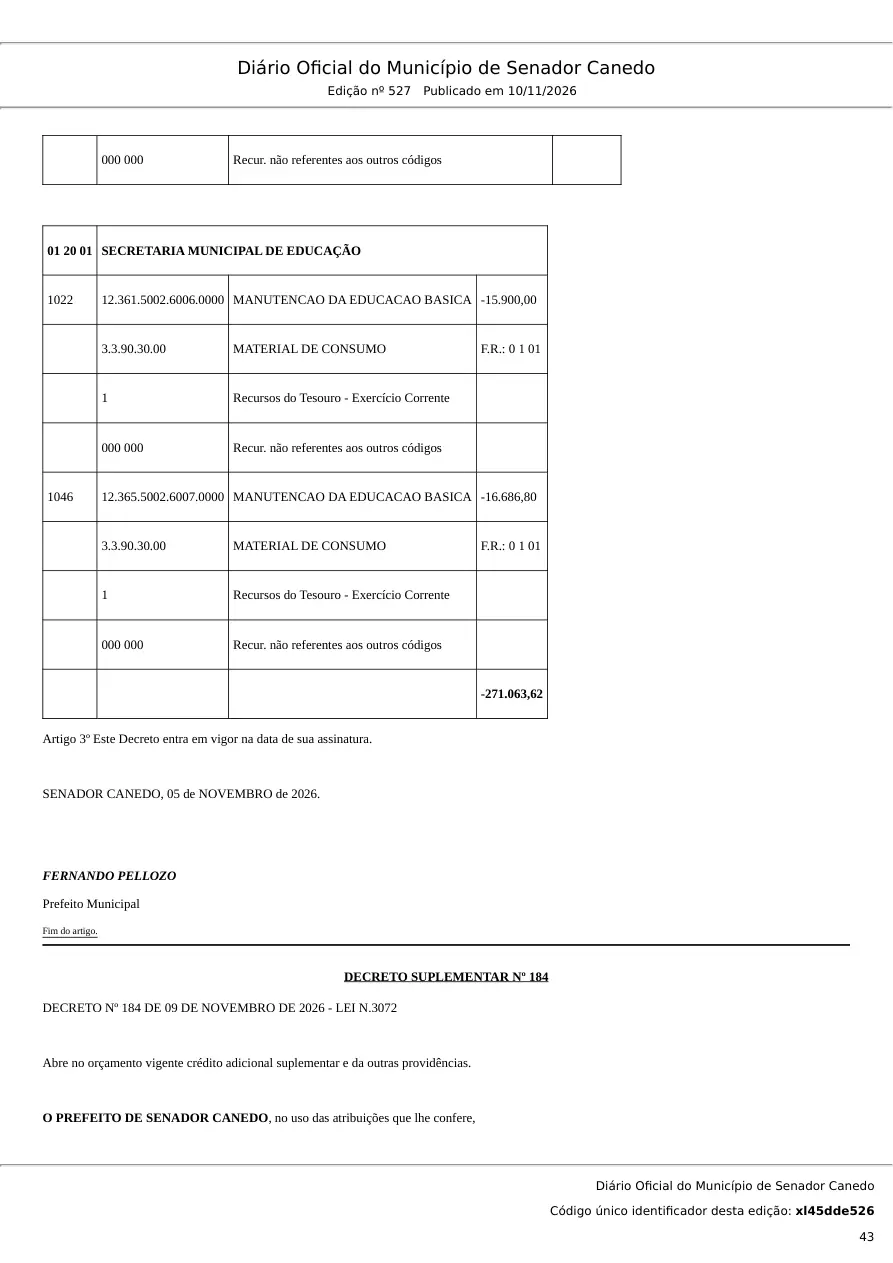 Diário Oficial do Município de Senador Canedo
Edição nº 527 Publicado em 10/11/2026
000 000 Recur. não referentes aos outros códigos
01 20 01 SECRETARIA MUNICIPAL DE EDUCAÇÃO
1022 12.361.5002.6006.0000 MANUTENCAO DA EDUCACAO BASICA -15.900,00
3.3.90.30.00 MATERIAL DE CONSUMO F.R.: 0 1 01
1 Recursos do Tesouro - Exercício Corrente
000 000 Recur. não referentes aos outros códigos
1046 12.365.5002.6007.0000 MANUTENCAO DA EDUCACAO BASICA -16.686,80
3.3.90.30.00 MATERIAL DE CONSUMO F.R.: 0 1 01
1 Recursos do Tesouro - Exercício Corrente
000 000 Recur. não referentes aos outros códigos
-271.063,62
Artigo 3º Este Decreto entra em vigor na data de sua assinatura.
SENADOR CANEDO, 05 de NOVEMBRO de 2026.
FERNANDO PELLOZO
Prefeito Municipal
Fim do artigo.
DECRETO SUPLEMENTAR Nº 184
DECRETO Nº 184 DE 09 DE NOVEMBRO DE 2026 - LEI N.3072
Abre no orçamento vigente crédito adicional suplementar e da outras providências.
O PREFEITO DE SENADOR CANEDO, no uso das atribuições que lhe confere,
Diário Oficial do Município de Senador Canedo
Código único identificador desta edição: xl45dde526
43